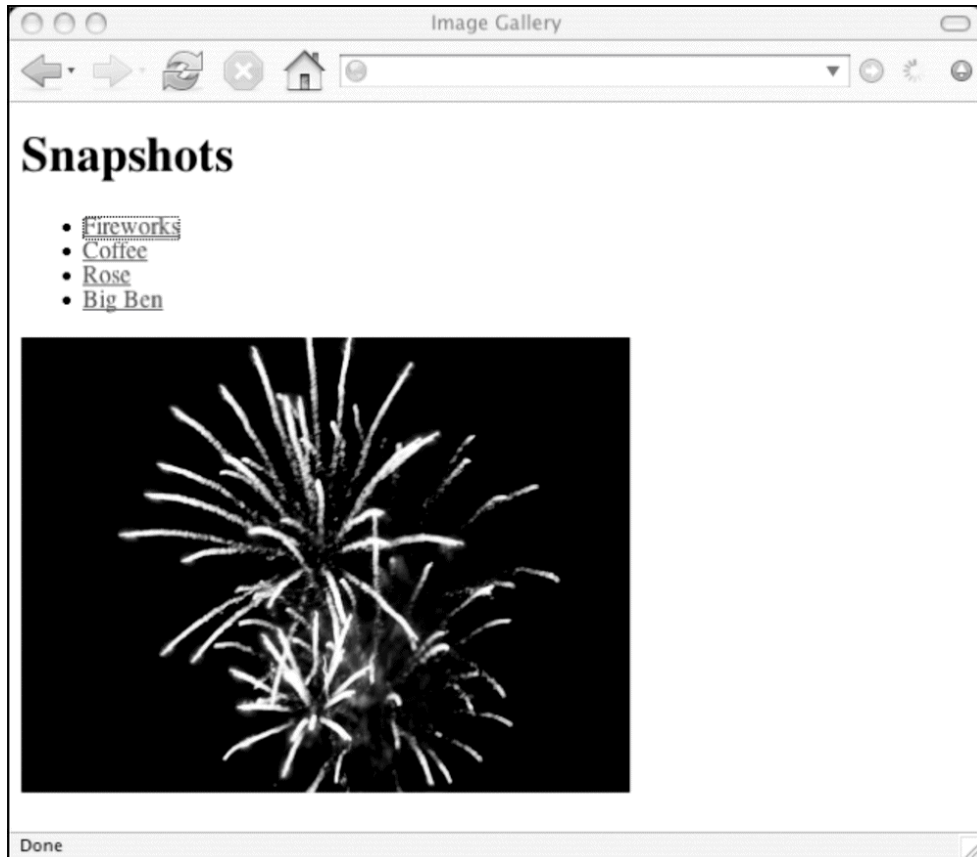 Image Gallery
Snapshots
Fireworks
Coffee
Rose
Big Ben
Done